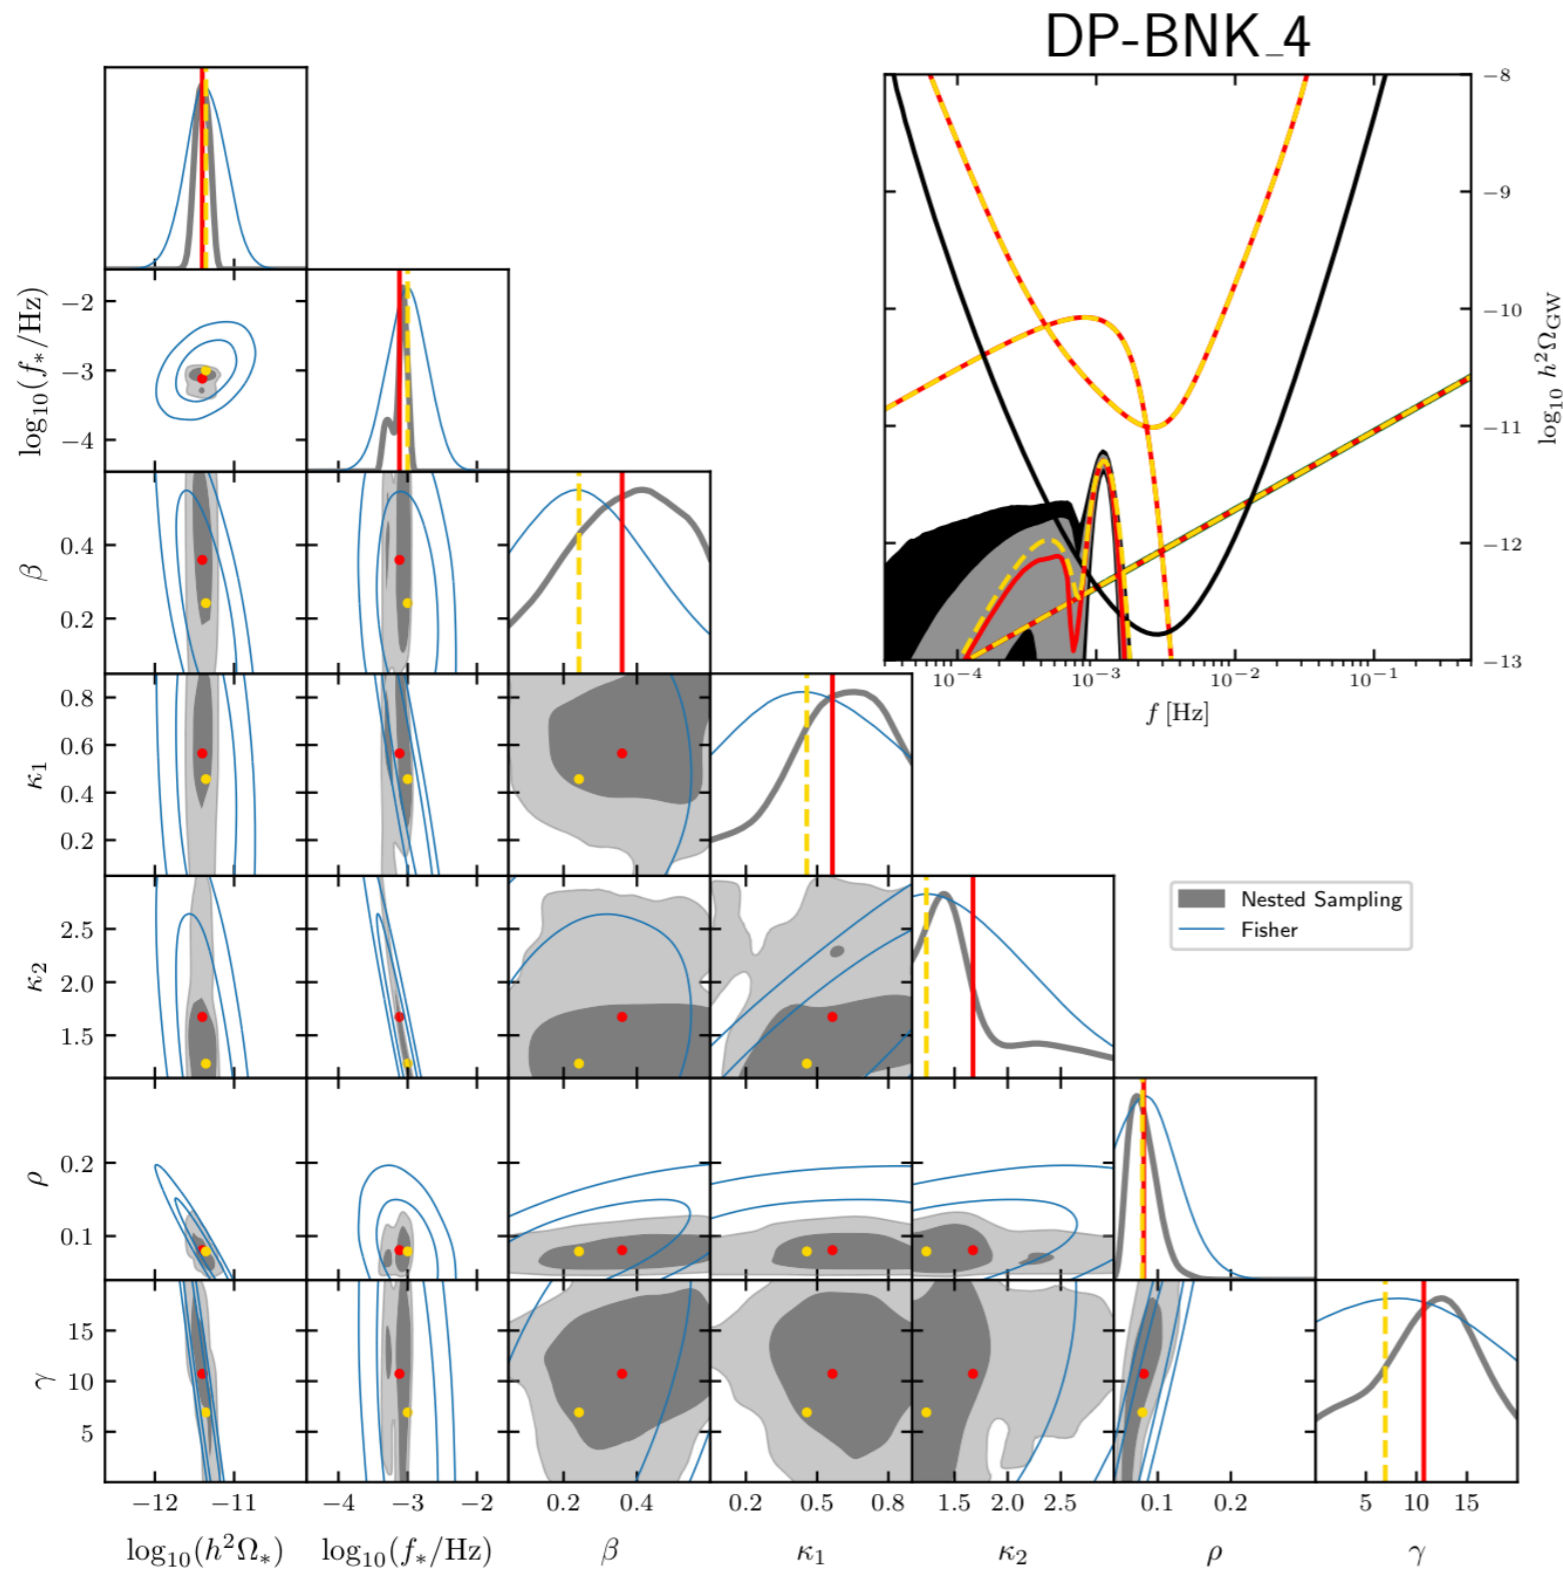 DP-BNK_4
−8
−9
−10
−11
−12
−13
log₁₀ h²Ω_GW
10⁻⁴ 10⁻³ 10⁻² 10⁻¹
f [Hz]
−2
−3
−4
log₁₀(f∗/Hz)
0.4
0.2
β
0.8
0.6
0.4
0.2
κ₁
2.5
2.0
1.5
κ₂
Nested Sampling
Fisher
0.2
0.1
ρ
15
10
5
γ
−12 −11 −4 −3 −2 0.2 0.4 0.2 0.5 0.8 1.5 2.0 2.5 0.1 0.2 5 10 15
log₁₀(h²Ω∗) log₁₀(f∗/Hz) β κ₁ κ₂ ρ γ